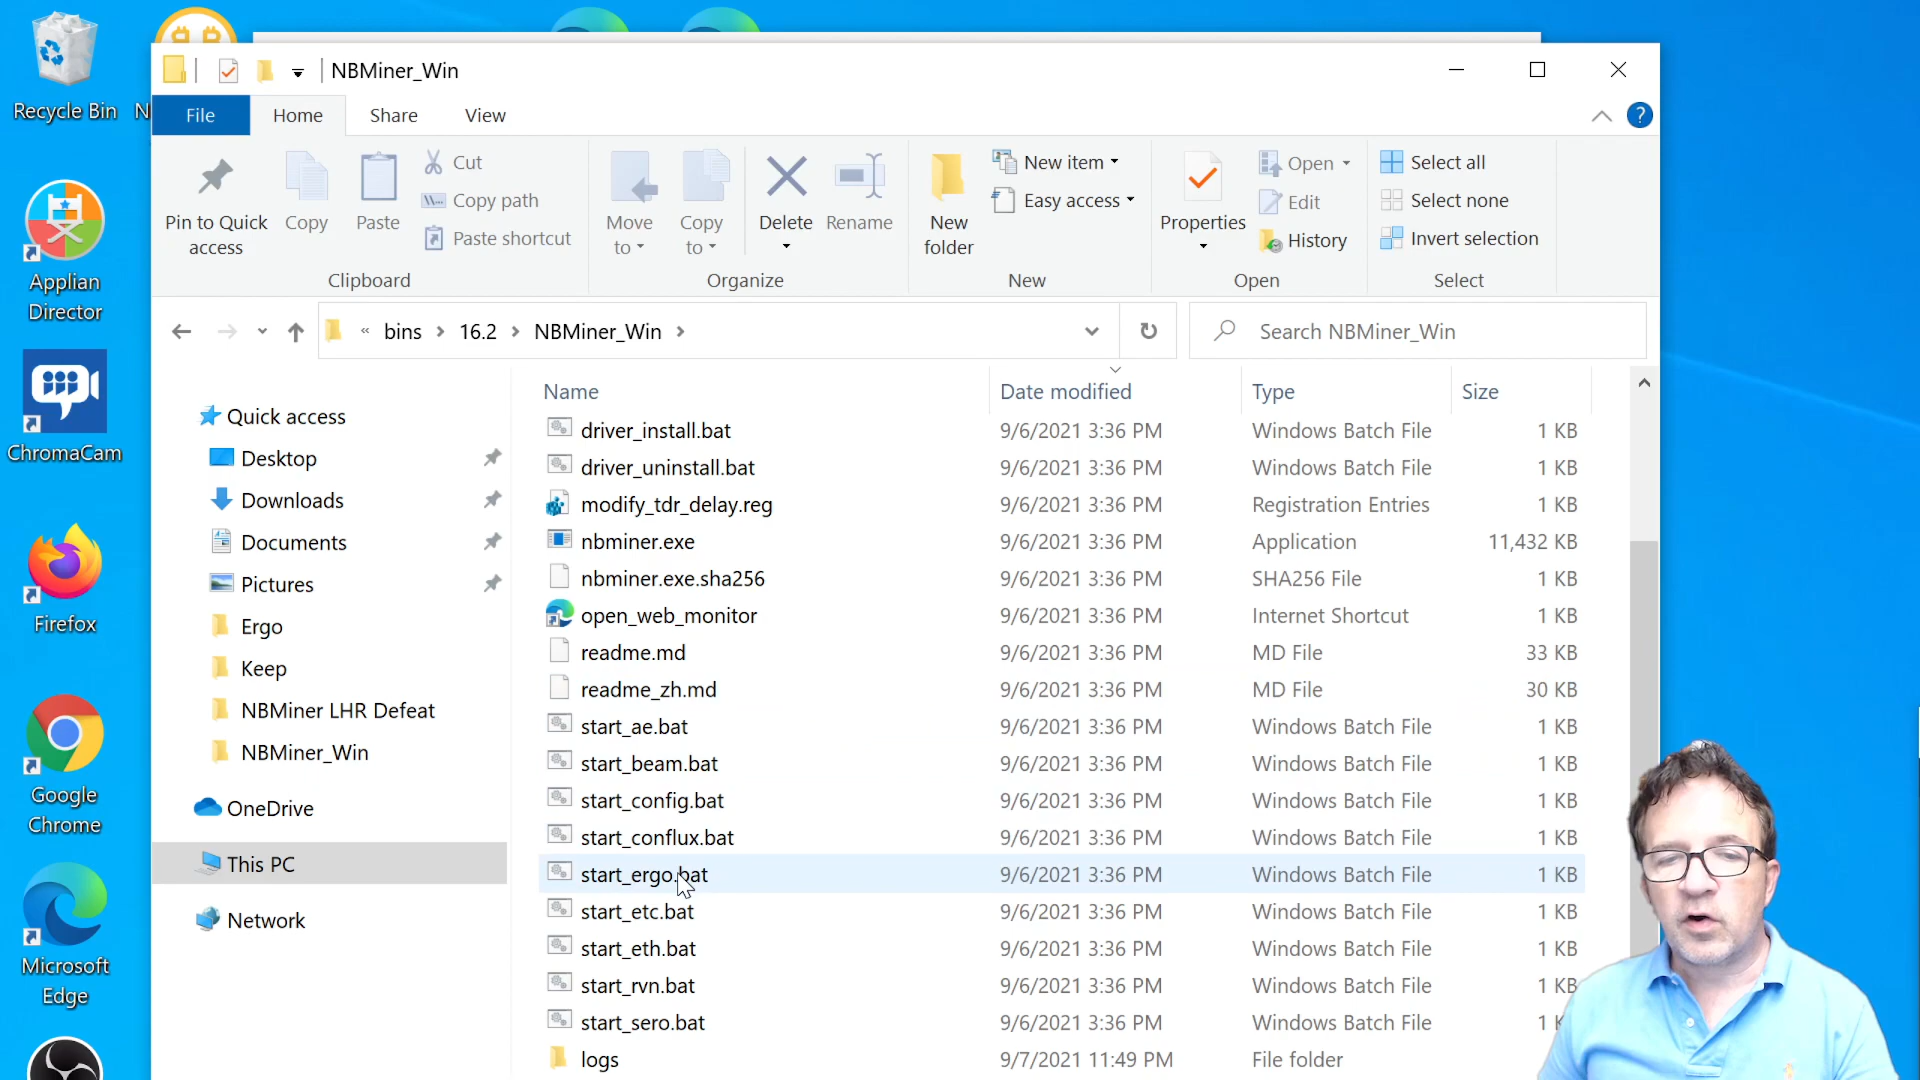 NBMiner_Win
File
Home
Share
View
Pin to Quick
access
Copy
Paste
Cut
Copy path
Paste shortcut
Clipboard
Move
to
Copy
to
Delete
Rename
Organize
New
folder
New item
Easy access
New
Properties
Open
Edit
History
Open
Select all
Select none
Invert selection
Select
« bins > 16.2 > NBMiner_Win >
Search NBMiner_Win
Quick access
Desktop
Downloads
Documents
Pictures
Ergo
Keep
NBMiner LHR Defeat
NBMiner_Win
OneDrive
This PC
Network
Name Date modified Type Size
driver_install.bat 9/6/2021 3:36 PM Windows Batch File 1 KB
driver_uninstall.bat 9/6/2021 3:36 PM Windows Batch File 1 KB
modify_tdr_delay.reg 9/6/2021 3:36 PM Registration Entries 1 KB
nbminer.exe 9/6/2021 3:36 PM Application 11,432 KB
nbminer.exe.sha256 9/6/2021 3:36 PM SHA256 File 1 KB
open_web_monitor 9/6/2021 3:36 PM Internet Shortcut 1 KB
readme.md 9/6/2021 3:36 PM MD File 33 KB
readme_zh.md 9/6/2021 3:36 PM MD File 30 KB
start_ae.bat 9/6/2021 3:36 PM Windows Batch File 1 KB
start_beam.bat 9/6/2021 3:36 PM Windows Batch File 1 KB
start_config.bat 9/6/2021 3:36 PM Windows Batch File 1 KB
start_conflux.bat 9/6/2021 3:36 PM Windows Batch File 1 KB
start_ergo.bat 9/6/2021 3:36 PM Windows Batch File 1 KB
start_etc.bat 9/6/2021 3:36 PM Windows Batch File 1 KB
start_eth.bat 9/6/2021 3:36 PM Windows Batch File 1 KB
start_rvn.bat 9/6/2021 3:36 PM Windows Batch File 1 KB
start_sero.bat 9/6/2021 3:36 PM Windows Batch File 1
logs 9/7/2021 11:49 PM File folder
Recycle Bin
N
Applian
Director
ChromaCam
Firefox
Google
Chrome
Microsoft
Edge